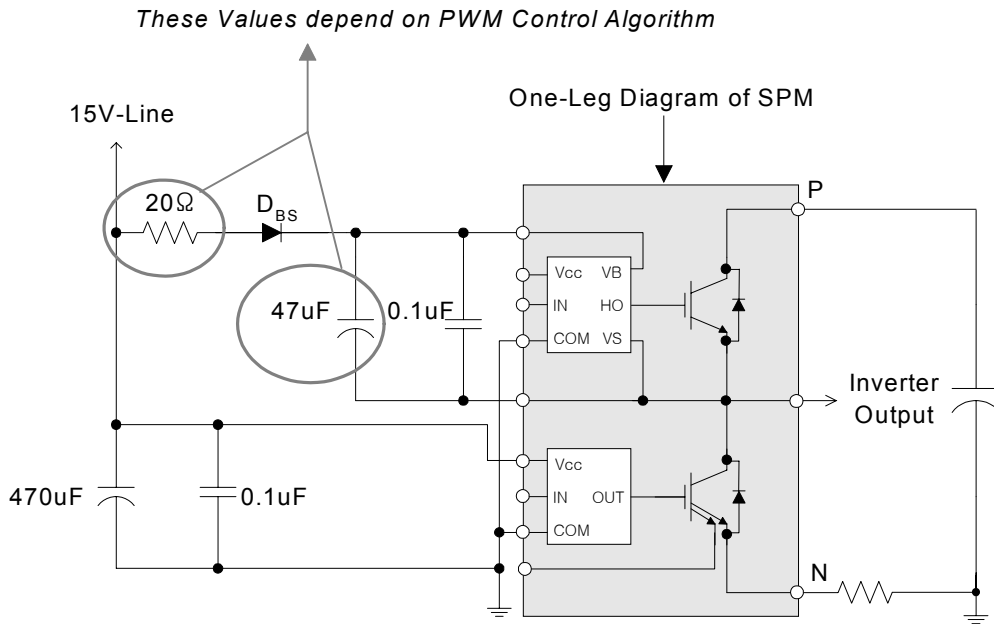 These Values depend on PWM Control Algorithm
15V-Line
One-Leg Diagram of SPM
P
20Ω
DBS
Vcc
VB
IN
HO
COM
VS
47uF
0.1uF
Inverter
Output
Vcc
IN
OUT
COM
470uF
0.1uF
N